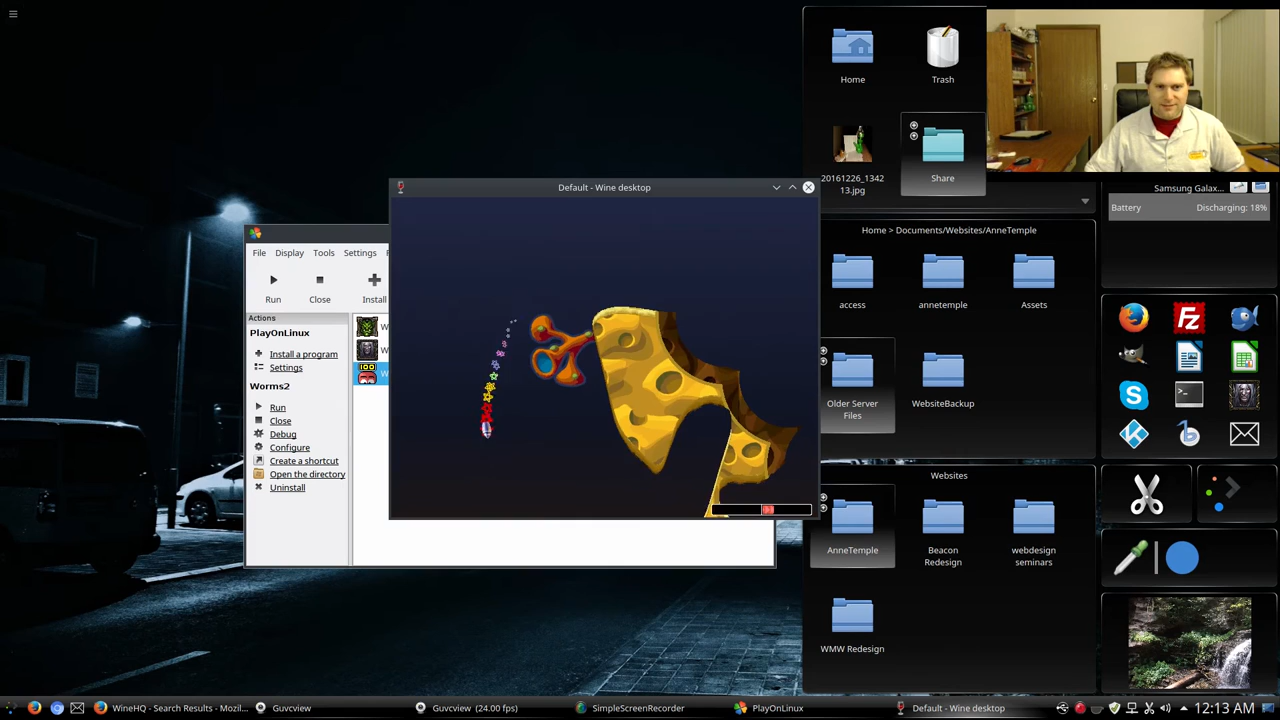 Home
Trash
20161226_1342
13.jpg
Share
Samsung Galax...
Battery
Discharging: 18%
Default - Wine desktop
Home > Documents/Websites/AnneTemple
access
annetemple
Assets
Older Server
Files
WebsiteBackup
Websites
AnneTemple
Beacon
Redesign
webdesign
seminars
WMW Redesign
File
Display
Tools
Settings
Run
Close
Install
Actions
PlayOnLinux
Install a program
Settings
Worms2
Run
Close
Debug
Configure
Create a shortcut
Open the directory
Uninstall
W
W
100
W
Fz
WineHQ - Search Results - Mozil...
Guvcview
Guvcview (24.00 fps)
SimpleScreenRecorder
PlayOnLinux
Default - Wine desktop
12:13 AM